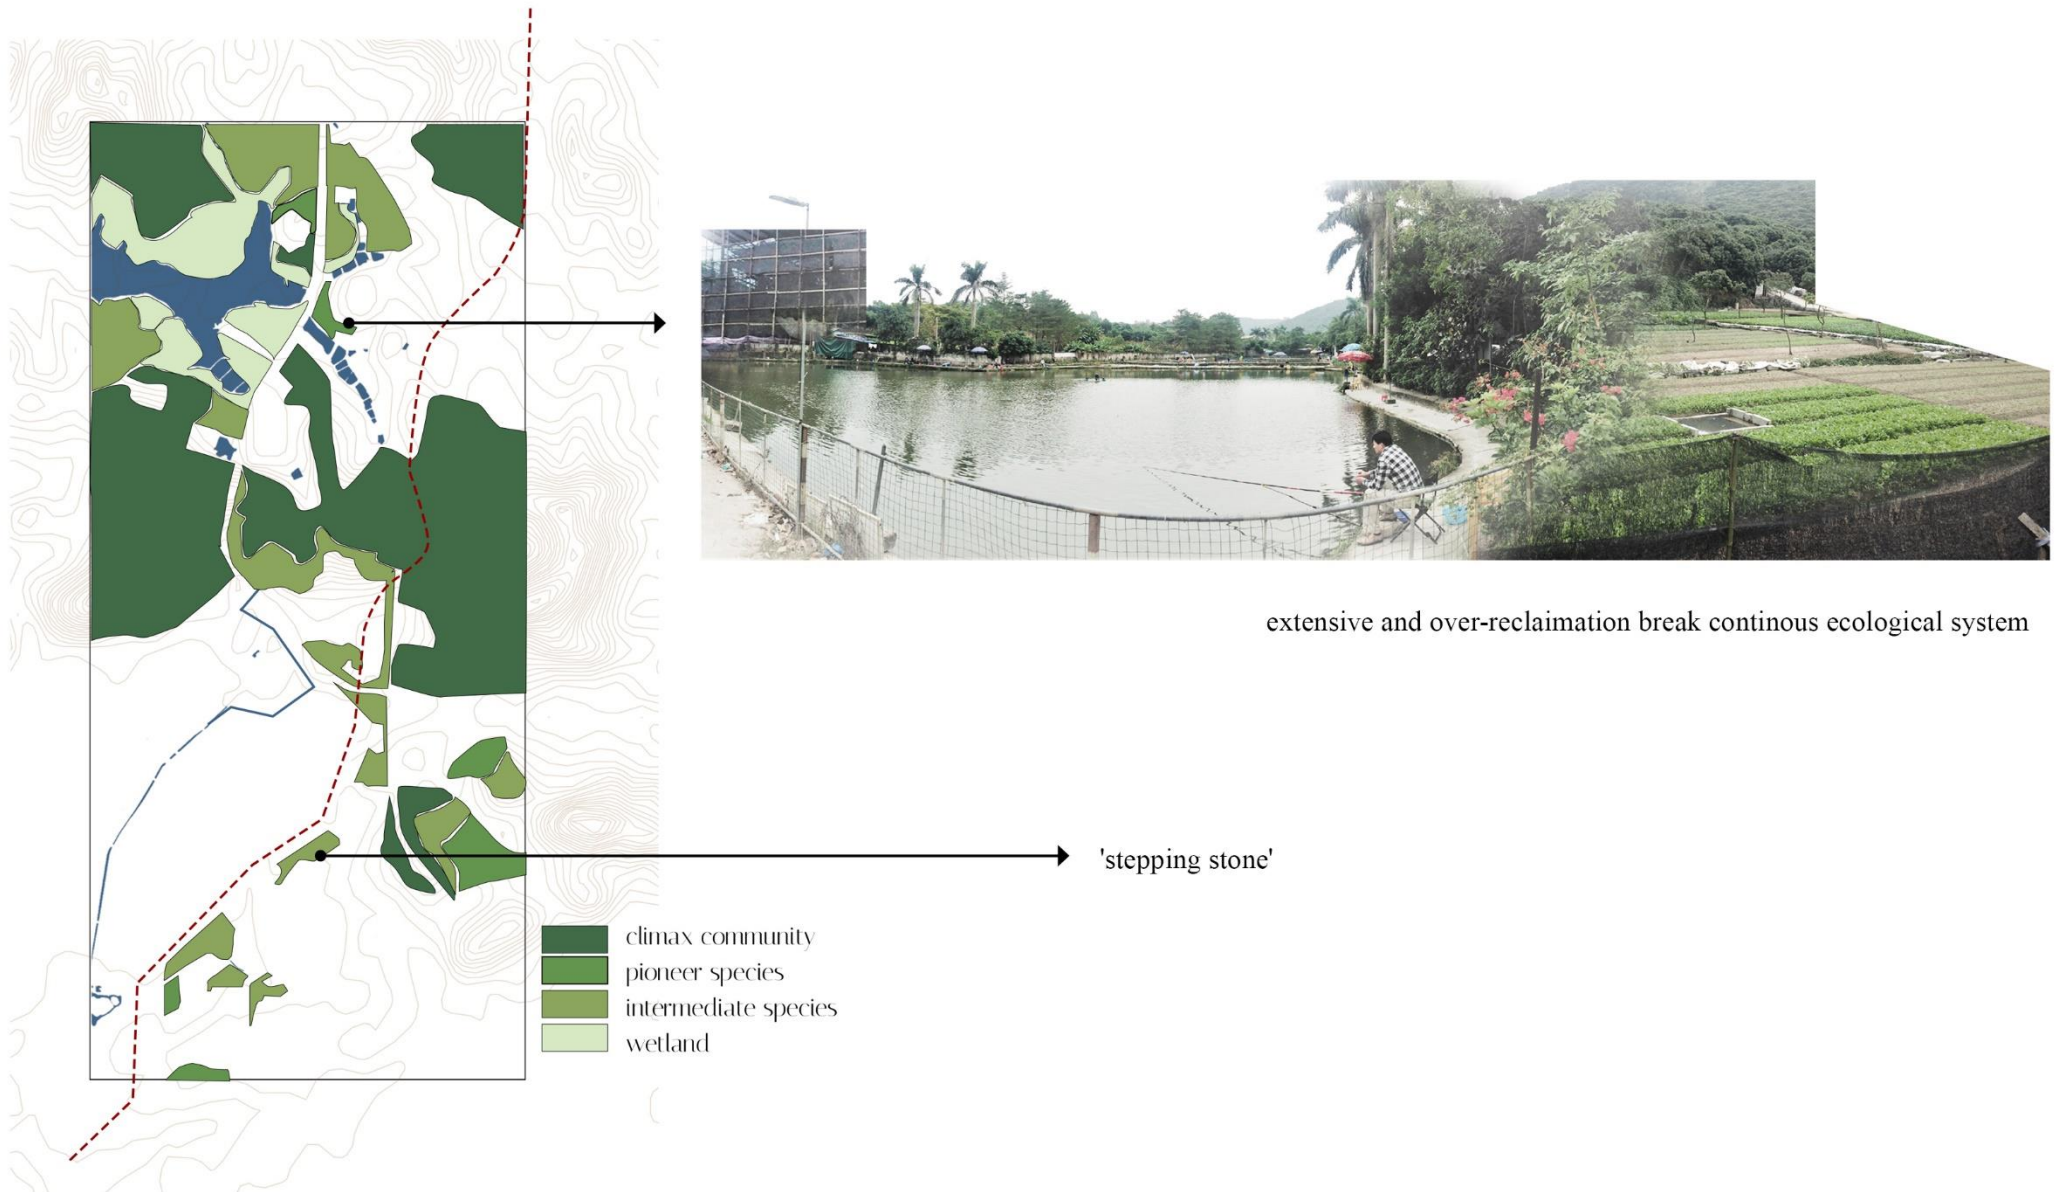 extensive and over-reclaimation break continous ecological system
'stepping stone'
climax community
pioneer species
intermediate species
wetland